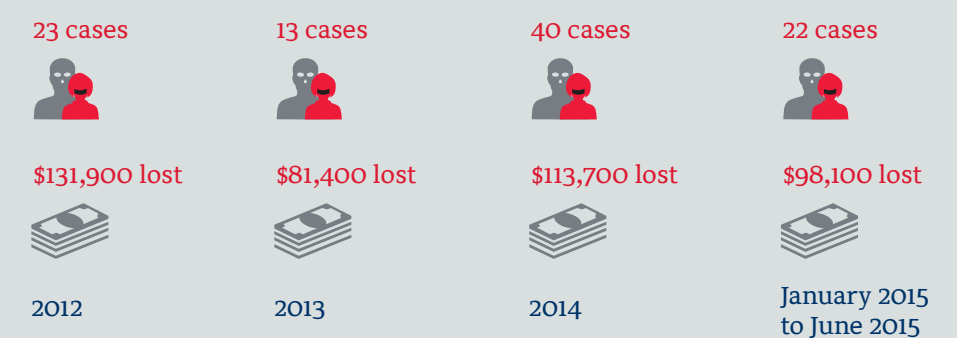 23 cases
13 cases
40 cases
22 cases
$131,900 lost
$81,400 lost
$113,700 lost
$98,100 lost
2012
2013
2014
January 2015
to June 2015